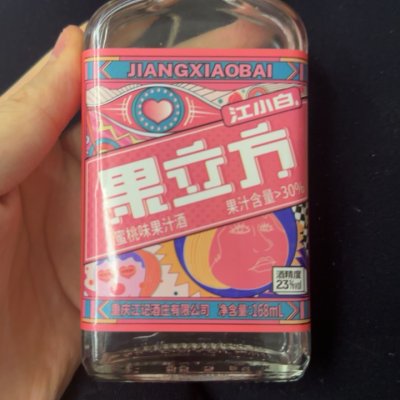 JIANGXIAOBAI
江小白
果立方
蜜桃味果汁酒
果汁含量>30%
酒精度
23%vol
重庆江记酒庄有限公司 净含量:168mL